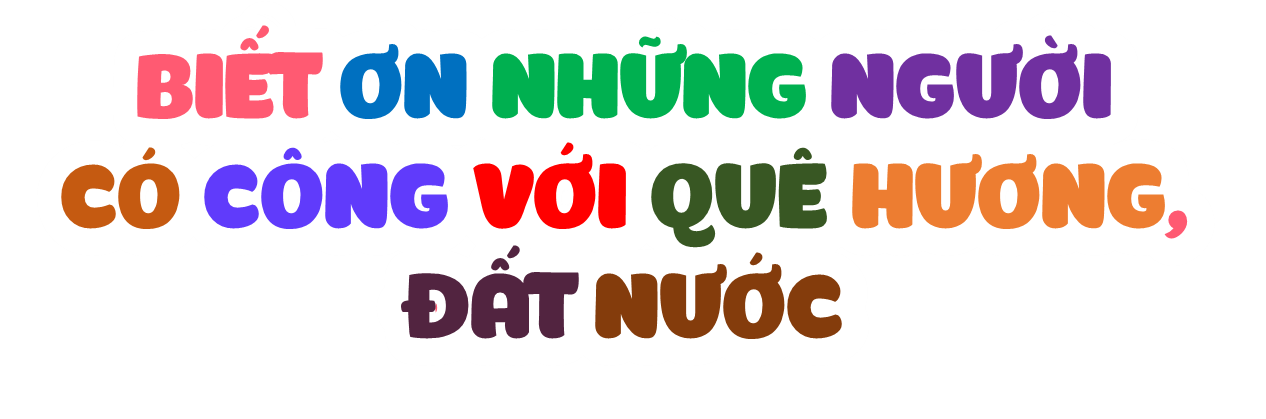 BIẾT ƠN NHỮNG NGƯỜI
CÓ CÔNG VỚI QUÊ HƯƠNG,
ĐẤT NƯỚC